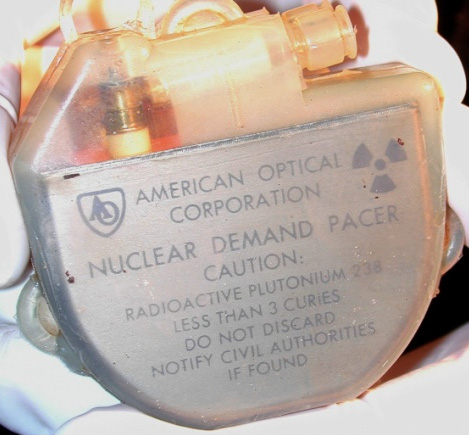 AO AMERICAN OPTICAL
CORPORATION
NUCLEAR DEMAND PACER
CAUTION:
RADIOACTIVE PLUTONIUM 238
LESS THAN 3 CURIES
DO NOT DISCARD
NOTIFY CIVIL AUTHORITIES
IF FOUND